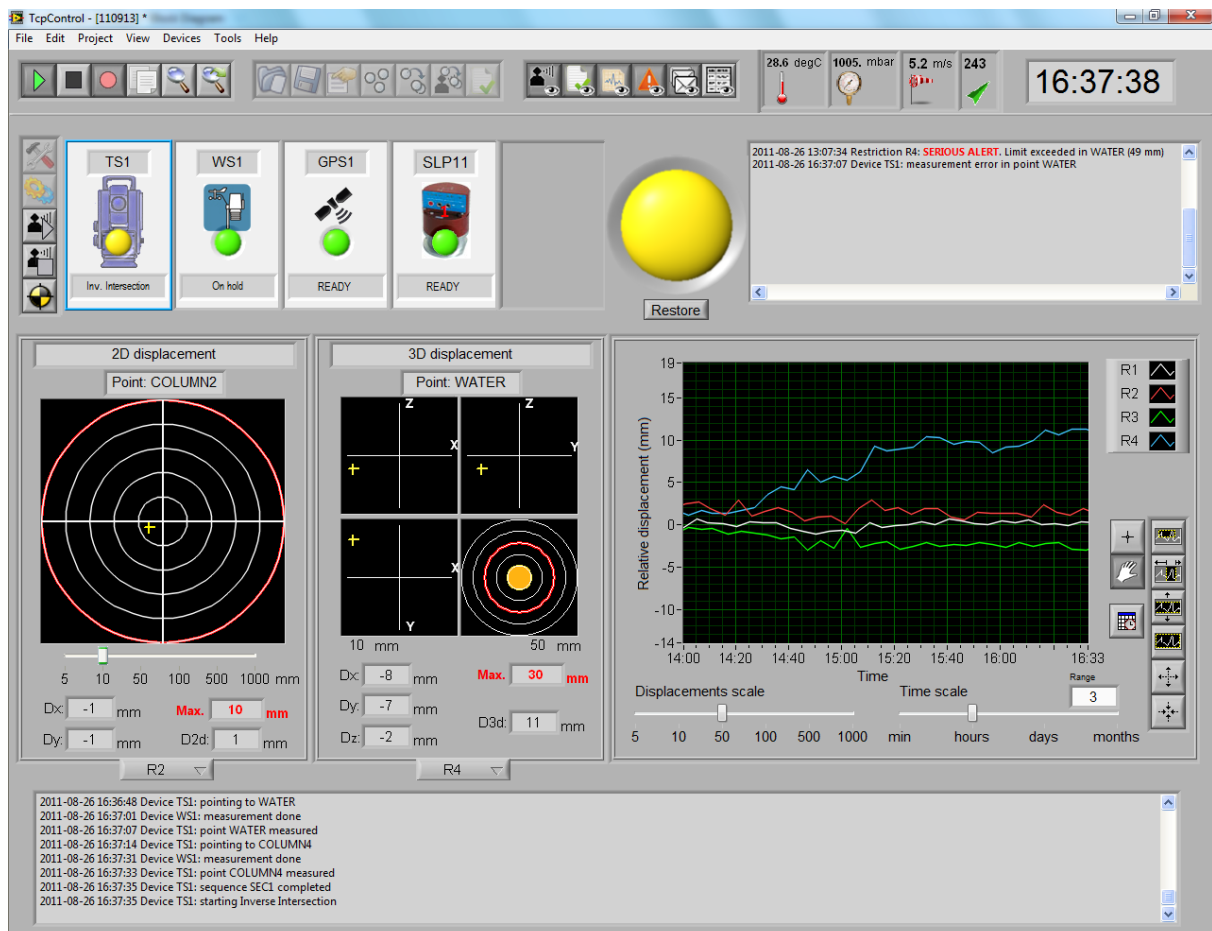 TcpControl - [110913] *
File Edit Project View Devices Tools Help
28.6 degC 1005. mbar 5.2 m/s 243
16:37:38
TS1 WS1 GPS1 SLP11
Inv. Intersection On hold READY READY
Restore
2011-08-26 13:07:34 Restriction R4: SERIOUS ALERT. Limit exceeded in WATER (49 mm)
2011-08-26 16:37:07 Device TS1: measurement error in point WATER
2D displacement
Point: COLUMN2
5 10 50 100 500 1000 mm
Dx: -1 mm Max. 10 mm
Dy: -1 mm D2d: 1 mm
R2
3D displacement
Point: WATER
Z Z
X Y
X
Y
10 mm 50 mm
Dx: -8 mm Max. 30 mm
Dy: -7 mm
D3d: 11 mm
Dz: -2 mm
R4
Relative displacement (mm)
19
15
10
5
0
-5
-10
-14
14:00 14:20 14:40 15:00 15:20 15:40 16:00 16:33
Time
R1
R2
R3
R4
Displacements scale
5 10 50 100 500 1000
Time scale
min hours days months
Range
3
2011-08-26 16:36:48 Device TS1: pointing to WATER
2011-08-26 16:37:01 Device WS1: measurement done
2011-08-26 16:37:07 Device TS1: point WATER measured
2011-08-26 16:37:14 Device TS1: pointing to COLUMN4
2011-08-26 16:37:31 Device WS1: measurement done
2011-08-26 16:37:33 Device TS1: point COLUMN4 measured
2011-08-26 16:37:35 Device TS1: sequence SEC1 completed
2011-08-26 16:37:35 Device TS1: starting Inverse Intersection